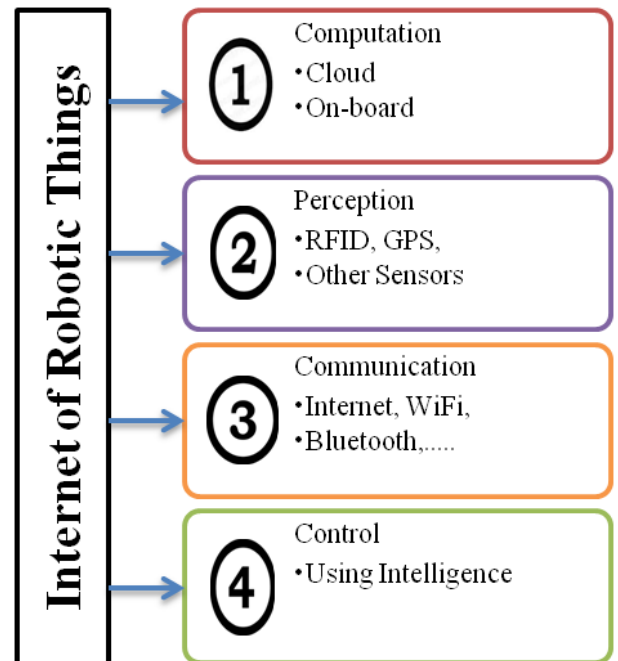 Internet of Robotic Things
1
Computation
•Cloud
•On-board
2
Perception
•RFID, GPS,
•Other Sensors
3
Communication
•Internet, WiFi,
•Bluetooth,.....
4
Control
•Using Intelligence